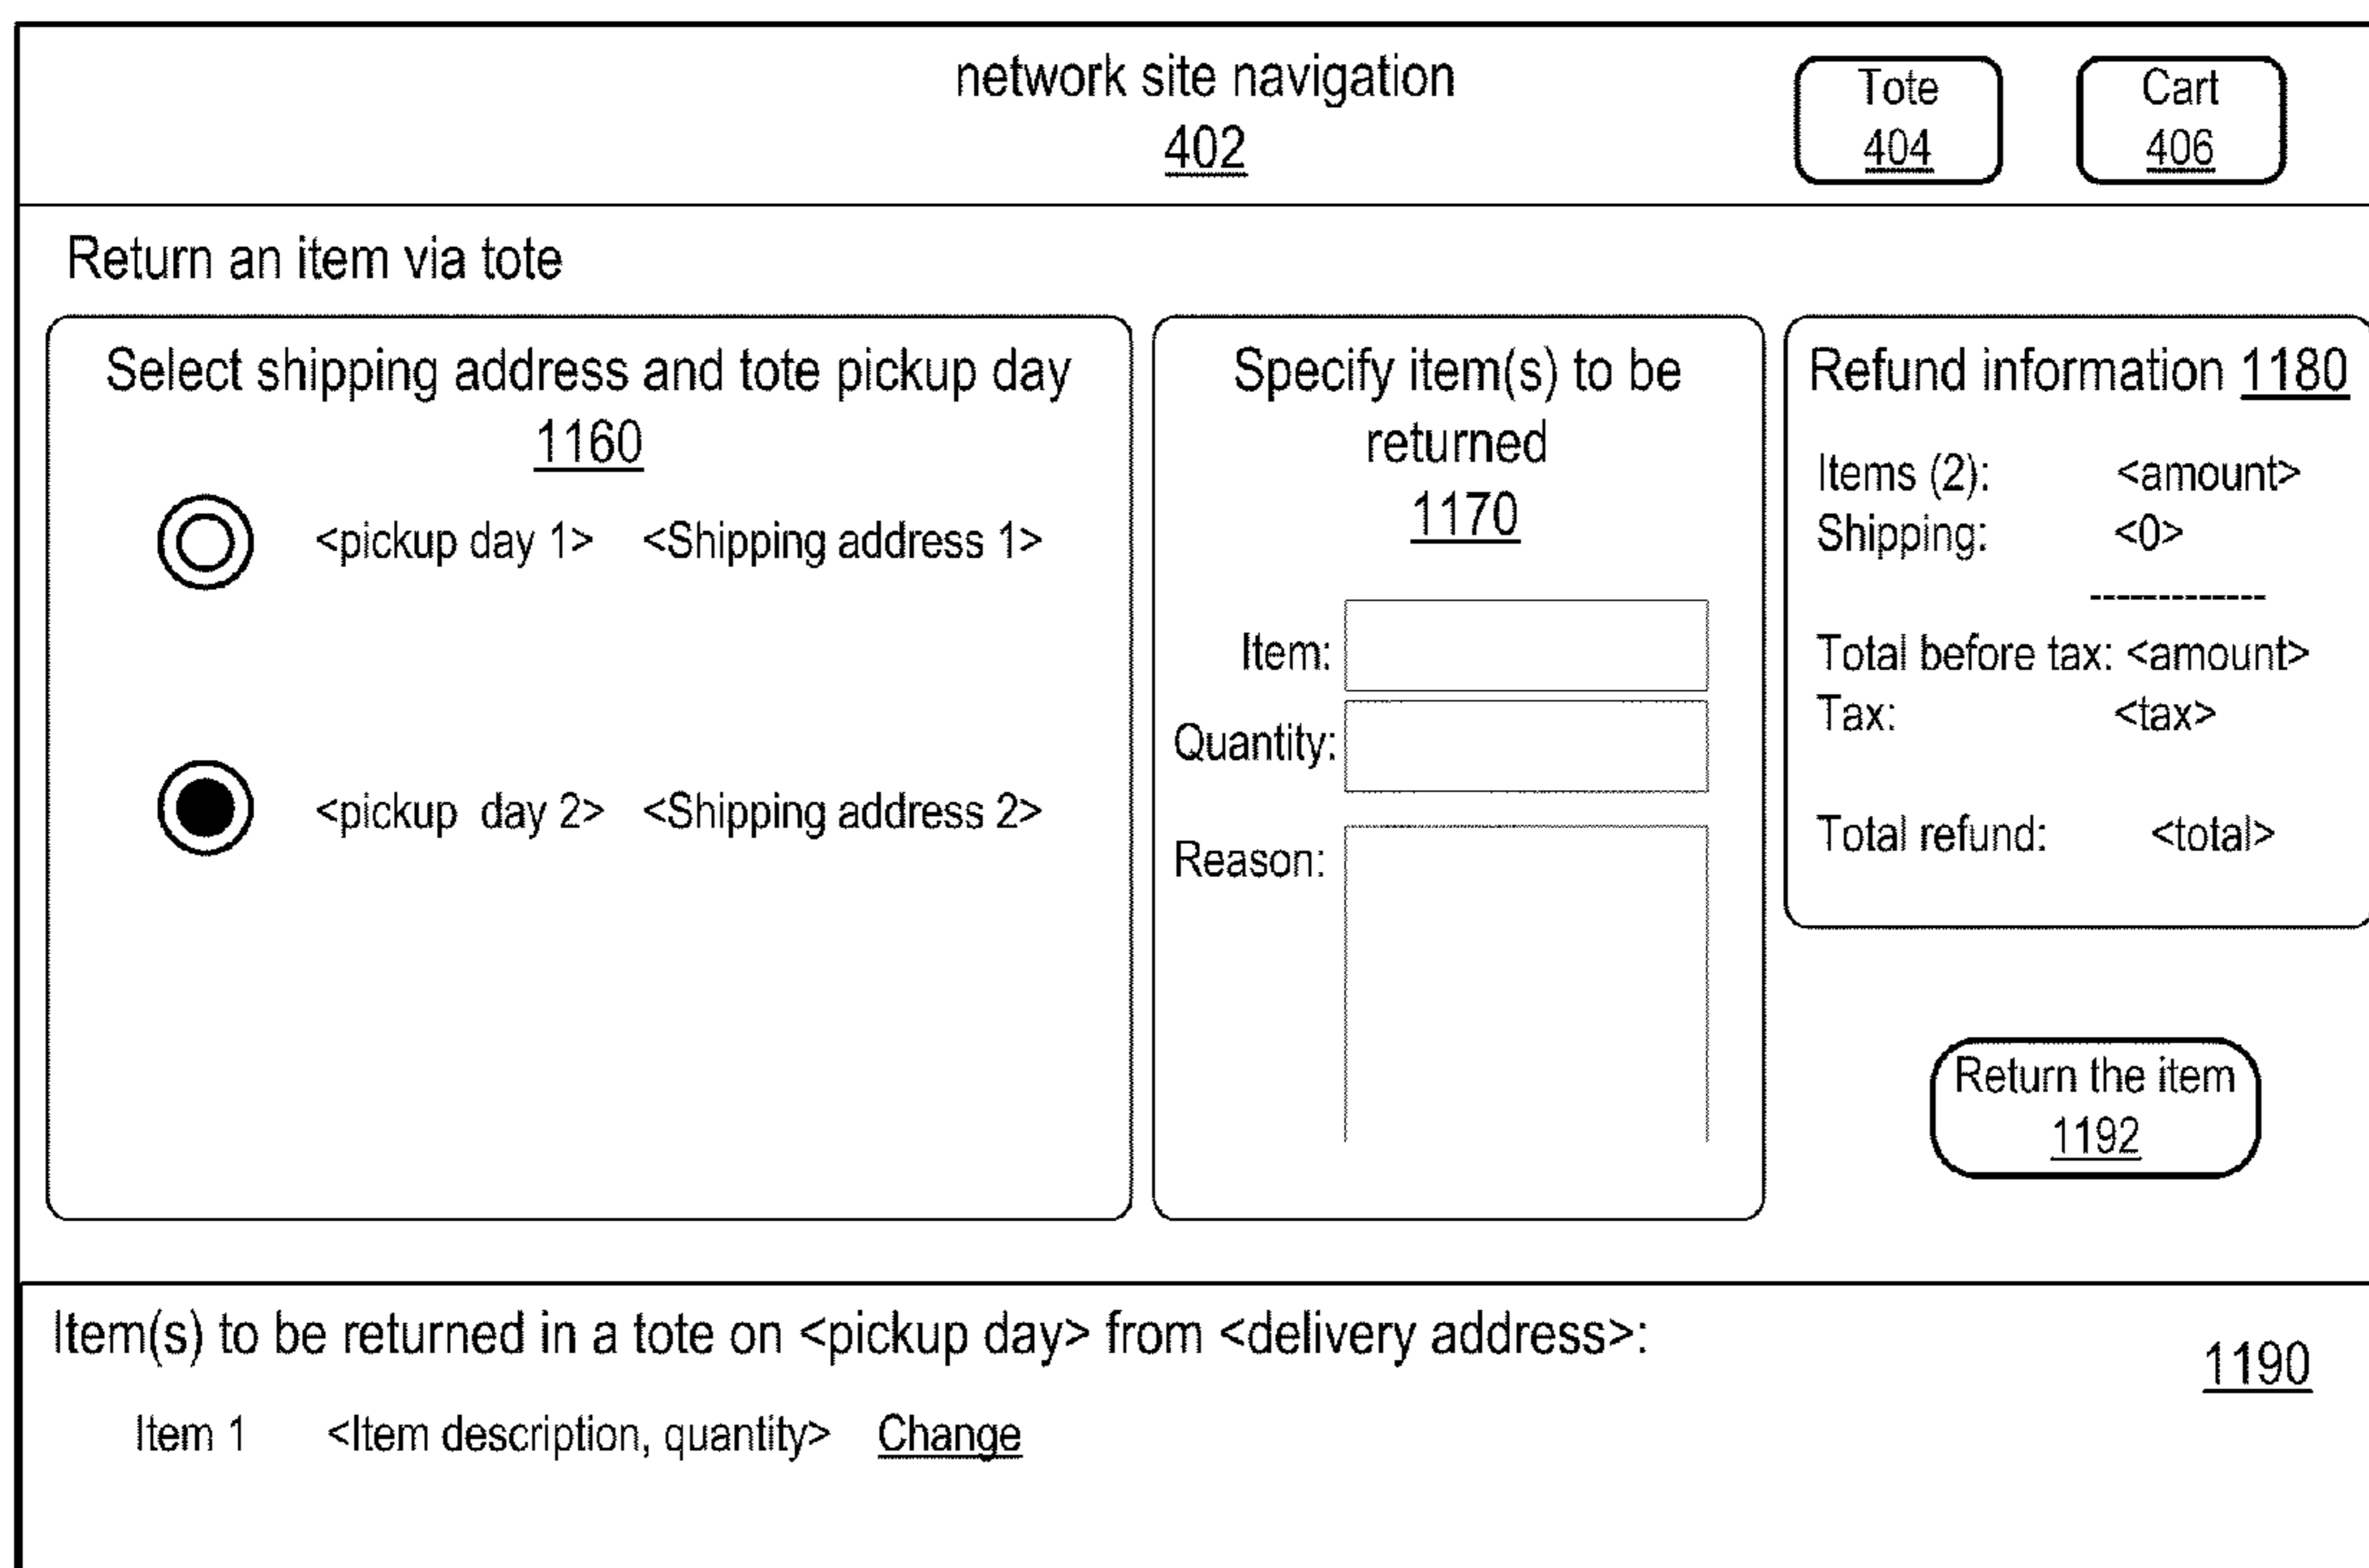 network site navigation
402
Tote
404
Cart
406
Return an item via tote
Select shipping address and tote pickup day
1160
<pickup day 1> <Shipping address 1>
<pickup day 2> <Shipping address 2>
Specify item(s) to be
returned
1170
Item:
Quantity:
Reason:
Refund information 1180
Items (2): <amount>
Shipping: <0>
-------------
Total before tax: <amount>
Tax: <tax>
Total refund: <total>
Return the item
1192
Item(s) to be returned in a tote on <pickup day> from <delivery address>:
1190
Item 1 <Item description, quantity> Change